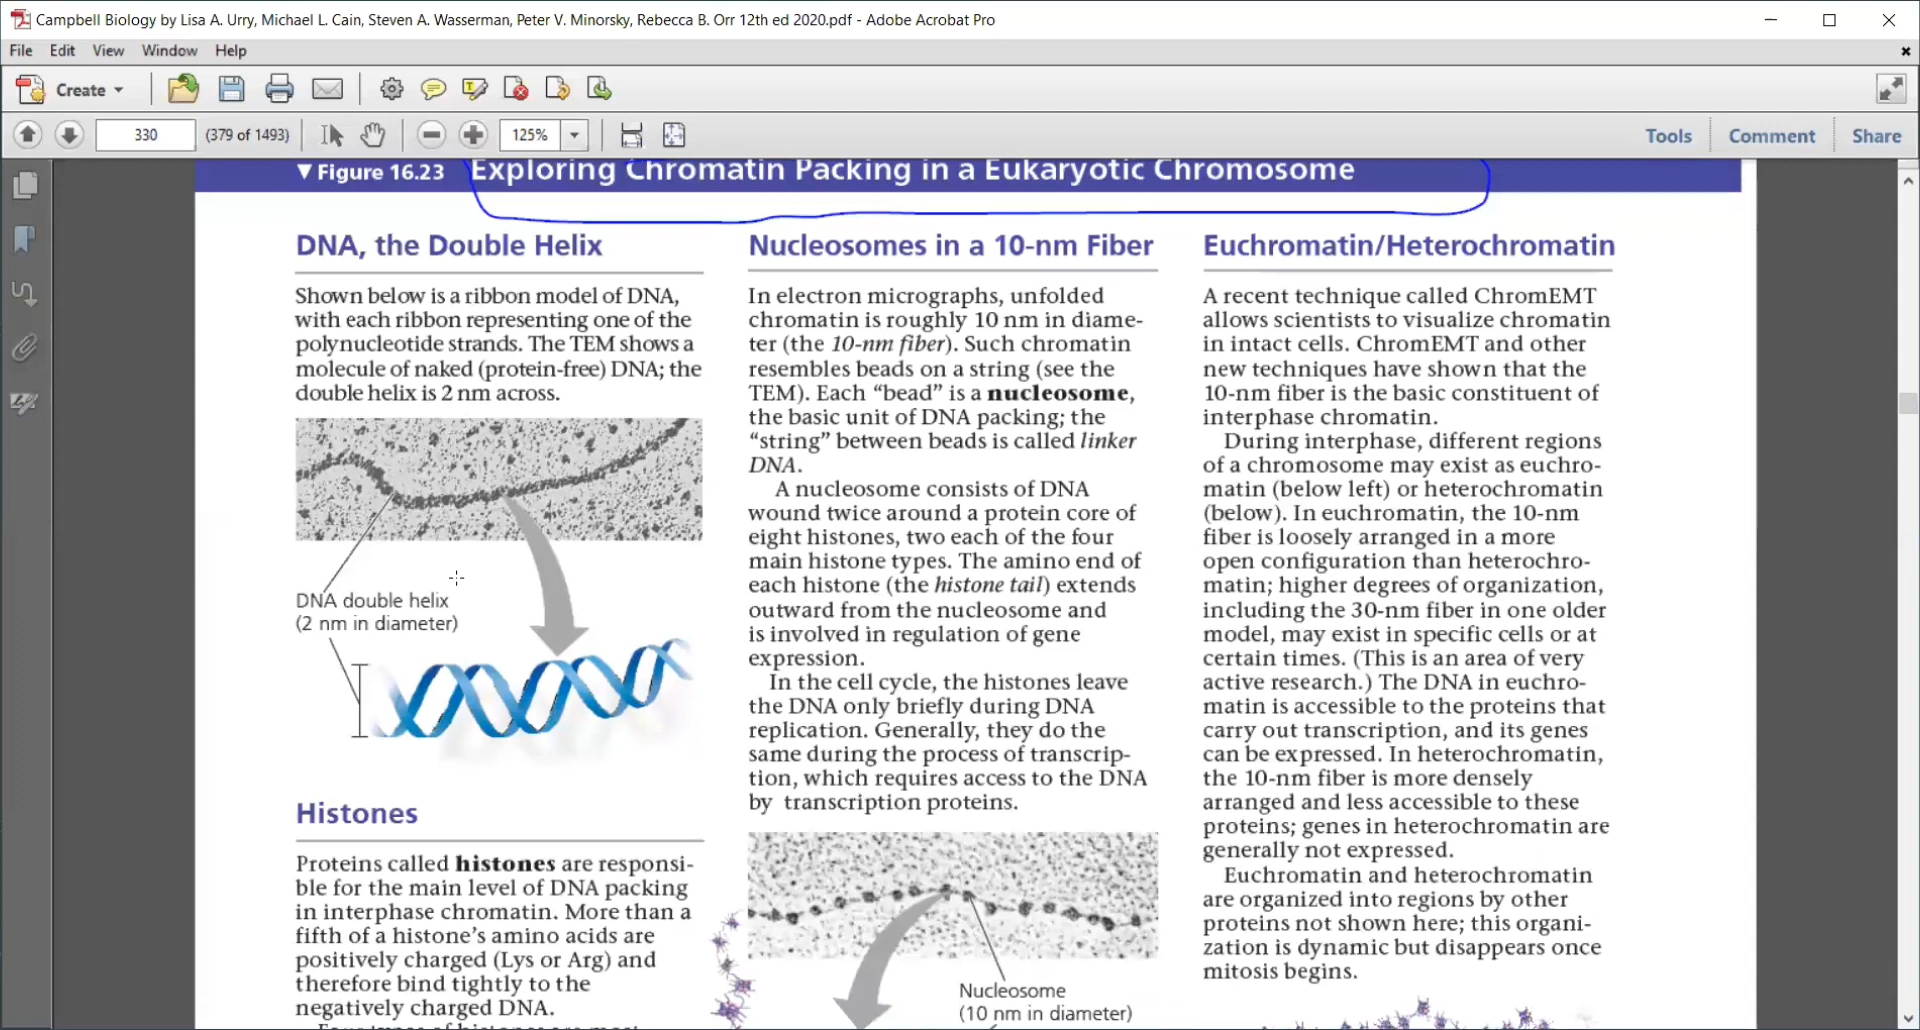 Campbell Biology by Lisa A. Urry, Michael L. Cain, Steven A. Wasserman, Peter V. Minorsky, Rebecca B. Orr 12th ed 2020.pdf - Adobe Acrobat Pro
File Edit View Window Help
Create
330 (379 of 1493) 125% Tools Comment Share
▼ Figure 16.23 Exploring Chromatin Packing in a Eukaryotic Chromosome
DNA, the Double Helix
Shown below is a ribbon model of DNA,
with each ribbon representing one of the
polynucleotide strands. The TEM shows a
molecule of naked (protein-free) DNA; the
double helix is 2 nm across.
DNA double helix
(2 nm in diameter)
Histones
Proteins called histones are responsi-
ble for the main level of DNA packing
in interphase chromatin. More than a
fifth of a histone's amino acids are
positively charged (Lys or Arg) and
therefore bind tightly to the
negatively charged DNA.
Nucleosomes in a 10-nm Fiber
In electron micrographs, unfolded
chromatin is roughly 10 nm in diame-
ter (the 10-nm fiber). Such chromatin
resembles beads on a string (see the
TEM). Each “bead” is a nucleosome,
the basic unit of DNA packing; the
“string” between beads is called linker
DNA.
A nucleosome consists of DNA
wound twice around a protein core of
eight histones, two each of the four
main histone types. The amino end of
each histone (the histone tail) extends
outward from the nucleosome and
is involved in regulation of gene
expression.
In the cell cycle, the histones leave
the DNA only briefly during DNA
replication. Generally, they do the
same during the process of transcrip-
tion, which requires access to the DNA
by transcription proteins.
Nucleosome
(10 nm in diameter)
Euchromatin/Heterochromatin
A recent technique called ChromEMT
allows scientists to visualize chromatin
in intact cells. ChromEMT and other
new techniques have shown that the
10-nm fiber is the basic constituent of
interphase chromatin.
During interphase, different regions
of a chromosome may exist as euchro-
matin (below left) or heterochromatin
(below). In euchromatin, the 10-nm
fiber is loosely arranged in a more
open configuration than heterochro-
matin; higher degrees of organization,
including the 30-nm fiber in one older
model, may exist in specific cells or at
certain times. (This is an area of very
active research.) The DNA in euchro-
matin is accessible to the proteins that
carry out transcription, and its genes
can be expressed. In heterochromatin,
the 10-nm fiber is more densely
arranged and less accessible to these
proteins; genes in heterochromatin are
generally not expressed.
Euchromatin and heterochromatin
are organized into regions by other
proteins not shown here; this organi-
zation is dynamic but disappears once
mitosis begins.